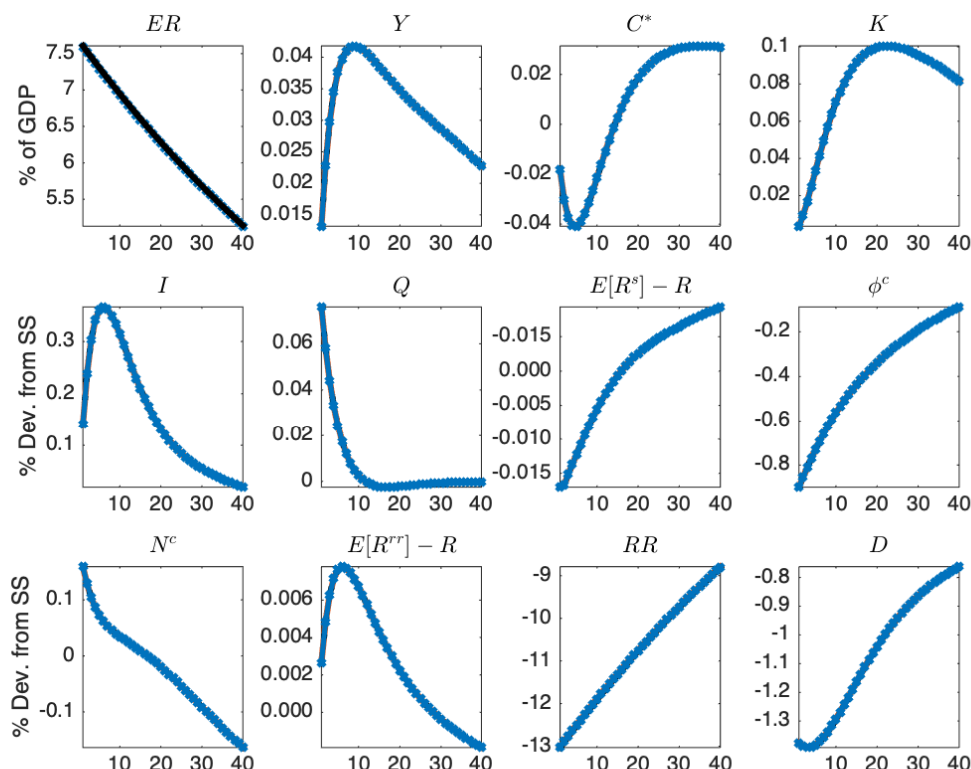 ER
% of GDP
7.5
7
6.5
6
5.5
10 20 30 40
Y
0.04
0.035
0.03
0.025
0.02
0.015
10 20 30 40
C*
0.02
0
-0.02
-0.04
10 20 30 40
K
0.1
0.08
0.06
0.04
0.02
10 20 30 40
I
% Dev. from SS
0.3
0.2
0.1
10 20 30 40
Q
0.06
0.04
0.02
0
10 20 30 40
E[R^s] − R
-0.015
0.000
-0.005
-0.010
-0.015
10 20 30 40
ϕ^c
-0.2
-0.4
-0.6
-0.8
10 20 30 40
N^c
% Dev. from SS
0.1
0
-0.1
10 20 30 40
E[R^rr] − R
0.006
0.004
0.002
0.000
10 20 30 40
RR
-9
-10
-11
-12
-13
10 20 30 40
D
-0.8
-0.9
-1
-1.1
-1.2
-1.3
10 20 30 40